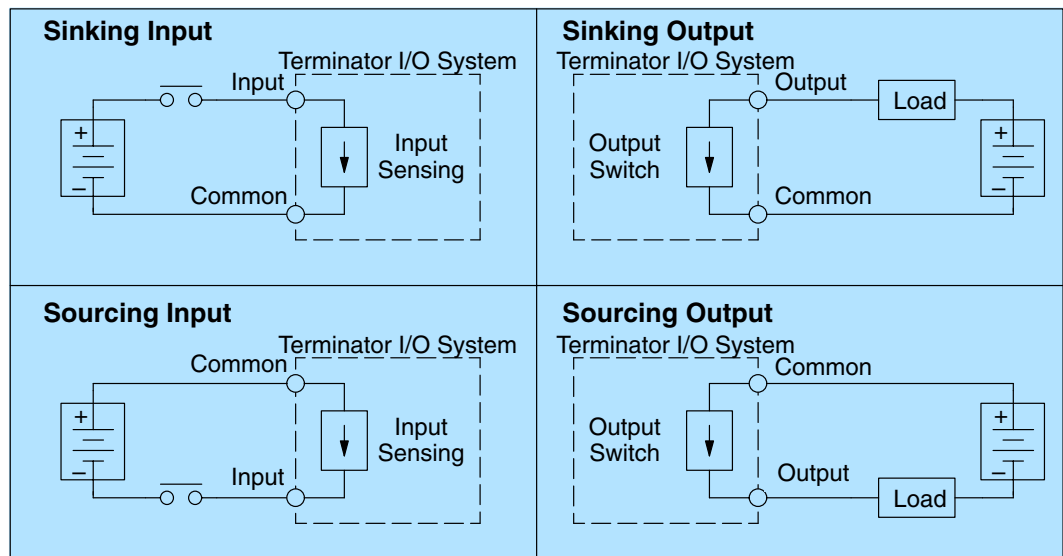 Sinking Input
Terminator I/O System
Input
+
Input
Sensing
−
Common
Sinking Output
Terminator I/O System
Output
Load
+
Output
Switch
−
Common
Sourcing Input
Terminator I/O System
Common
+
Input
Sensing
−
Input
Sourcing Output
Terminator I/O System
Common
+
Output
Switch
−
Output
Load